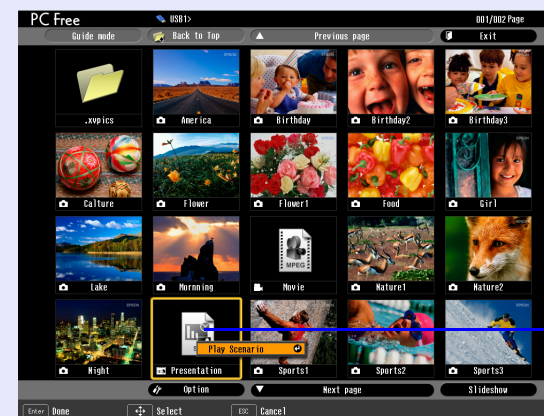 PC Free USB1> 001/002 Page
Guide mode Back to Top Previous page Exit
EPSON
.xvpics America Birthday Birthday2 Birthday3
Calture Flower Flower1 Food Girl
MPEG
Lake Mornning Movie Nature1 Nature2
Play Scenario
Night Presentation Sports1 Sports2 Sports3
Option Next page Slideshow
Enter Done Select ESC Cancel